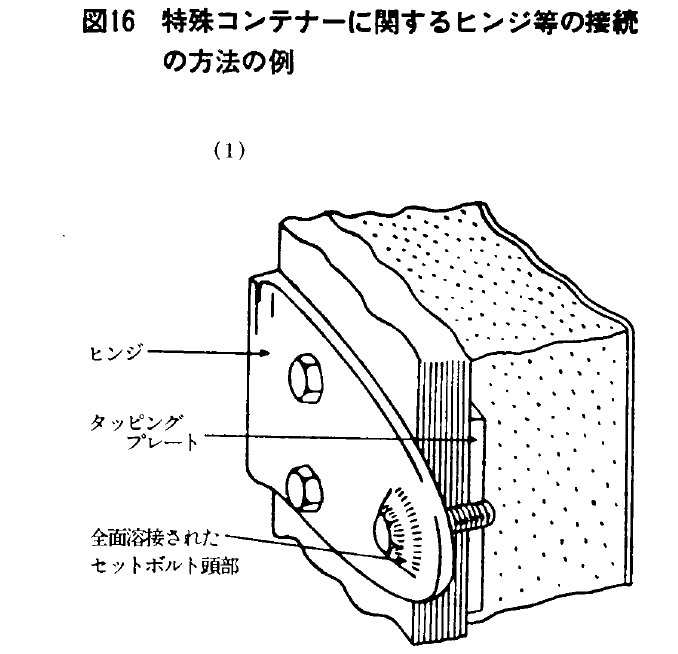 図16 特殊コンテナーに関するヒンジ等の接続
の方法の例
(1)
ヒンジ
タッピング
プレート
全面溶接された
セットボルト頭部